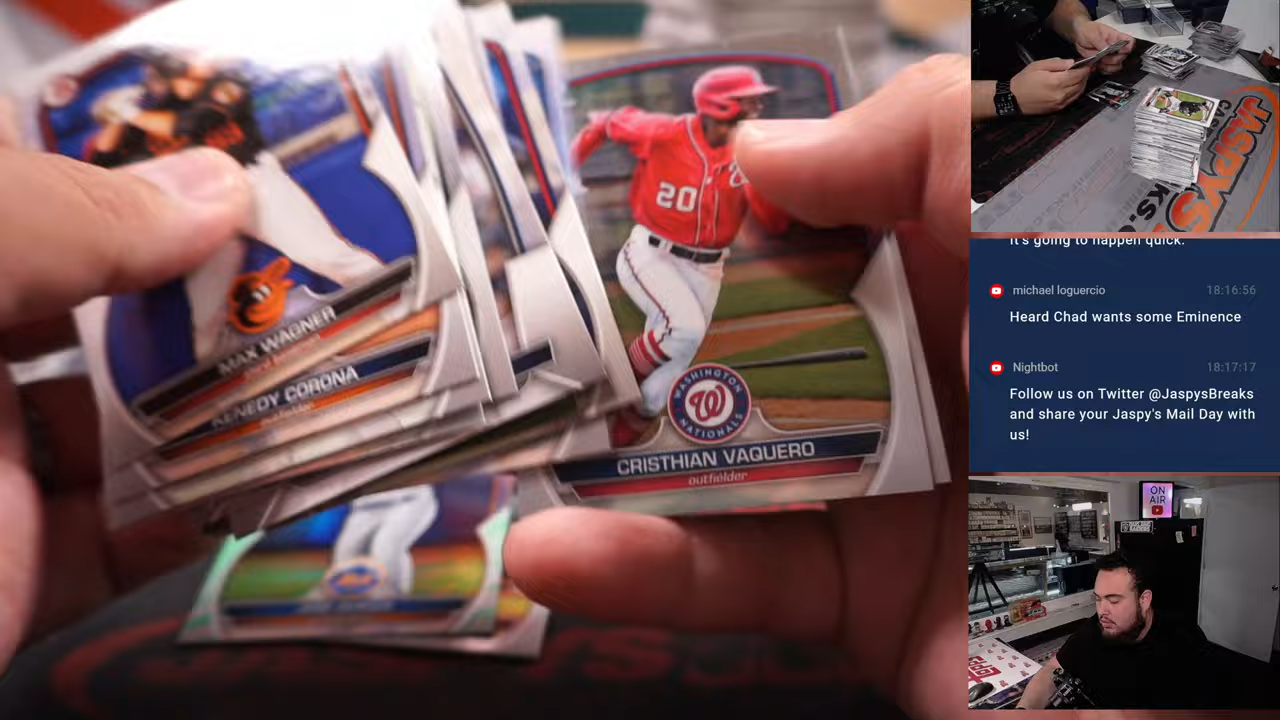 20
MAX WAGNER
KENEDY CORONA
WASHINGTON
W
NATIONALS
CRISTHIAN VAQUERO
outfielder
JASPYS
It's going to happen quick.
michael loguercio 18:16:56
Heard Chad wants some Eminence
Nightbot 18:17:17
Follow us on Twitter @JaspysBreaks
and share your Jaspy's Mail Day with
us!
ON
AIR